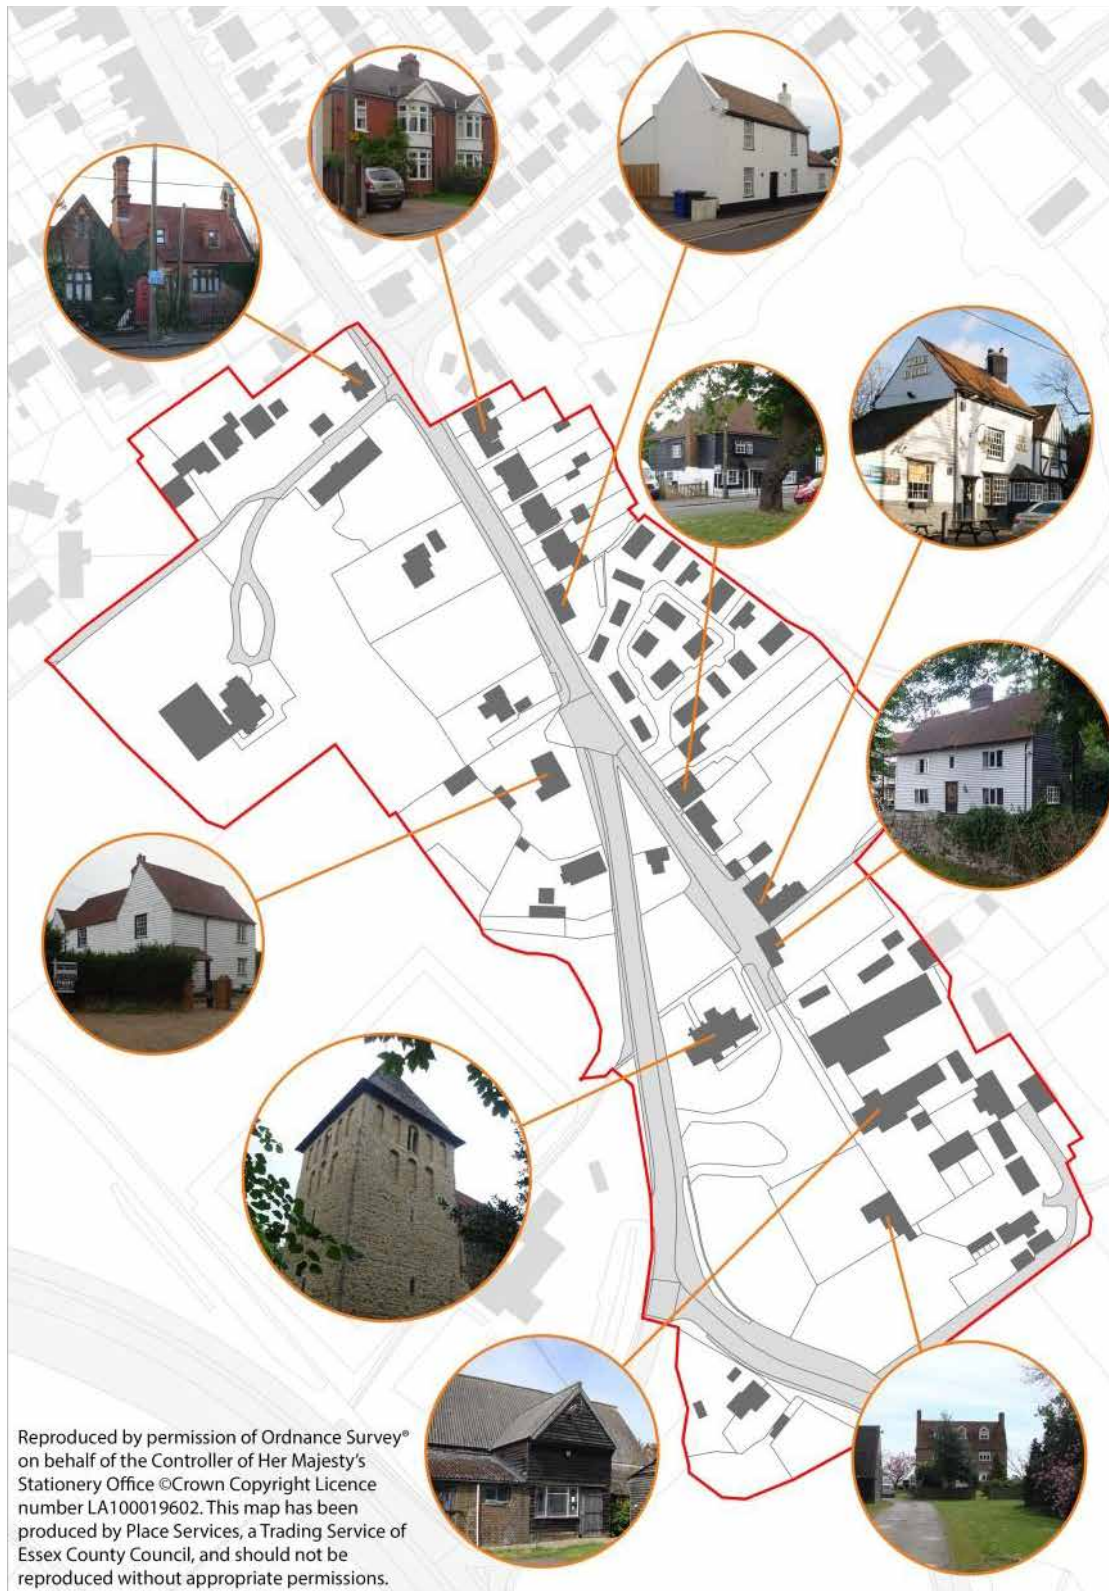 Reproduced by permission of Ordnance Survey®
on behalf of the Controller of Her Majesty's
Stationery Office ©Crown Copyright Licence
number LA100019602. This map has been
produced by Place Services, a Trading Service of
Essex County Council, and should not be
reproduced without appropriate permissions.